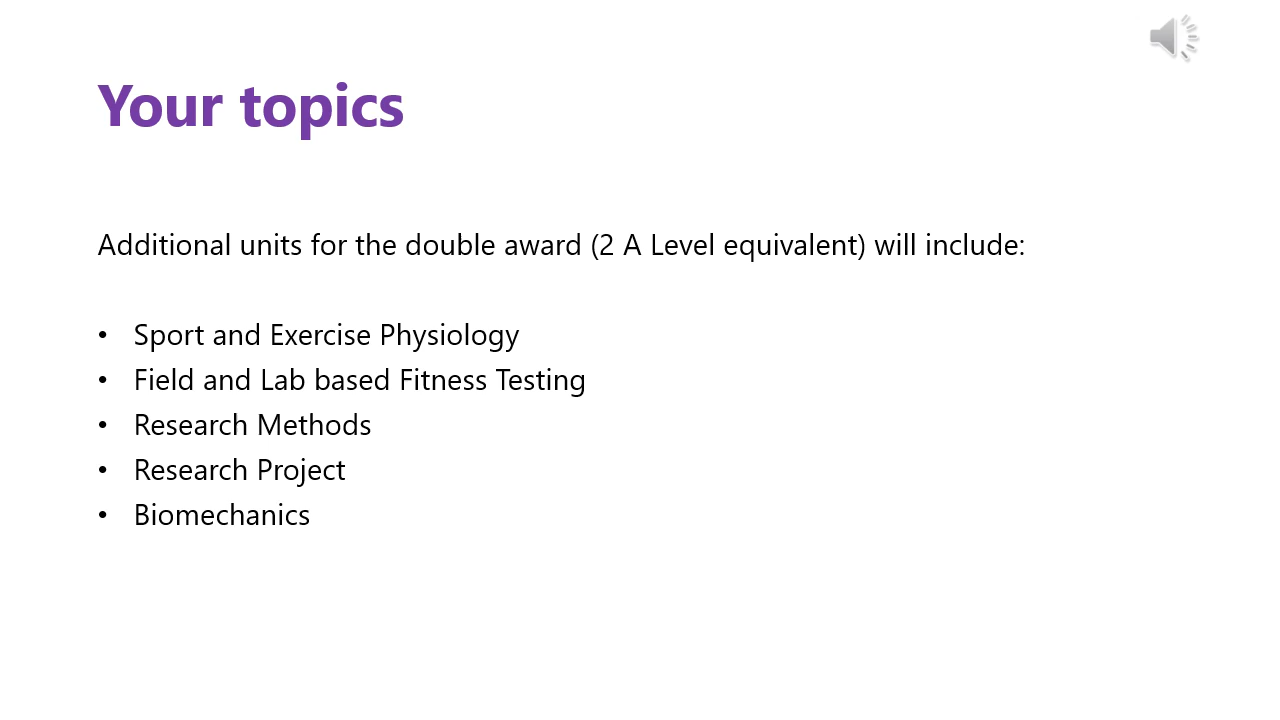 Your topics
Additional units for the double award (2 A Level equivalent) will include:
• Sport and Exercise Physiology
• Field and Lab based Fitness Testing
• Research Methods
• Research Project
• Biomechanics